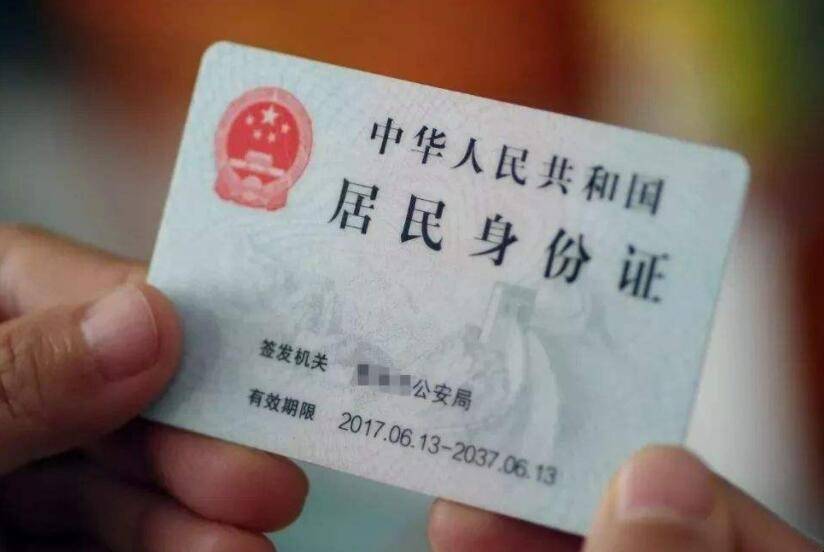 中华人民共和国
居民身份证
签发机关 公安局
有效期限 2017.06.13-2037.06.13